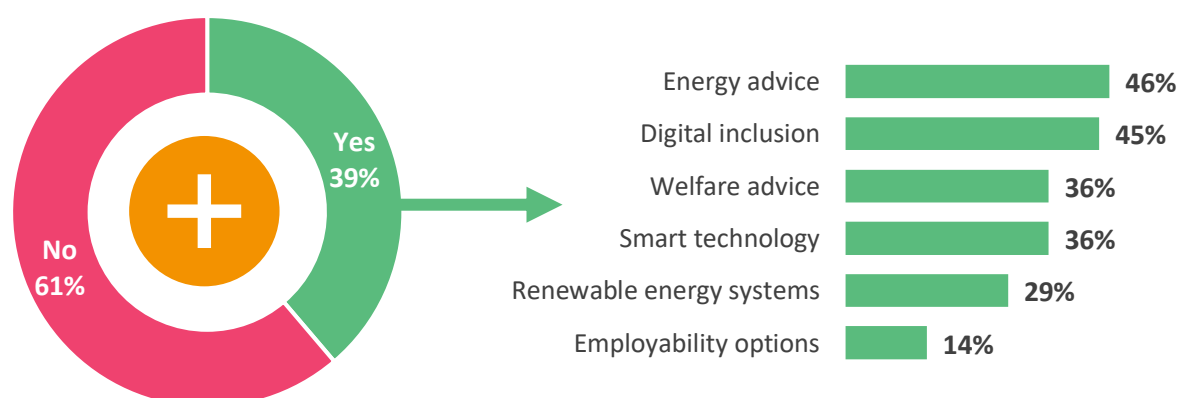 Yes
39%
No
61%
Energy advice 46%
Digital inclusion 45%
Welfare advice 36%
Smart technology 36%
Renewable energy systems 29%
Employability options 14%